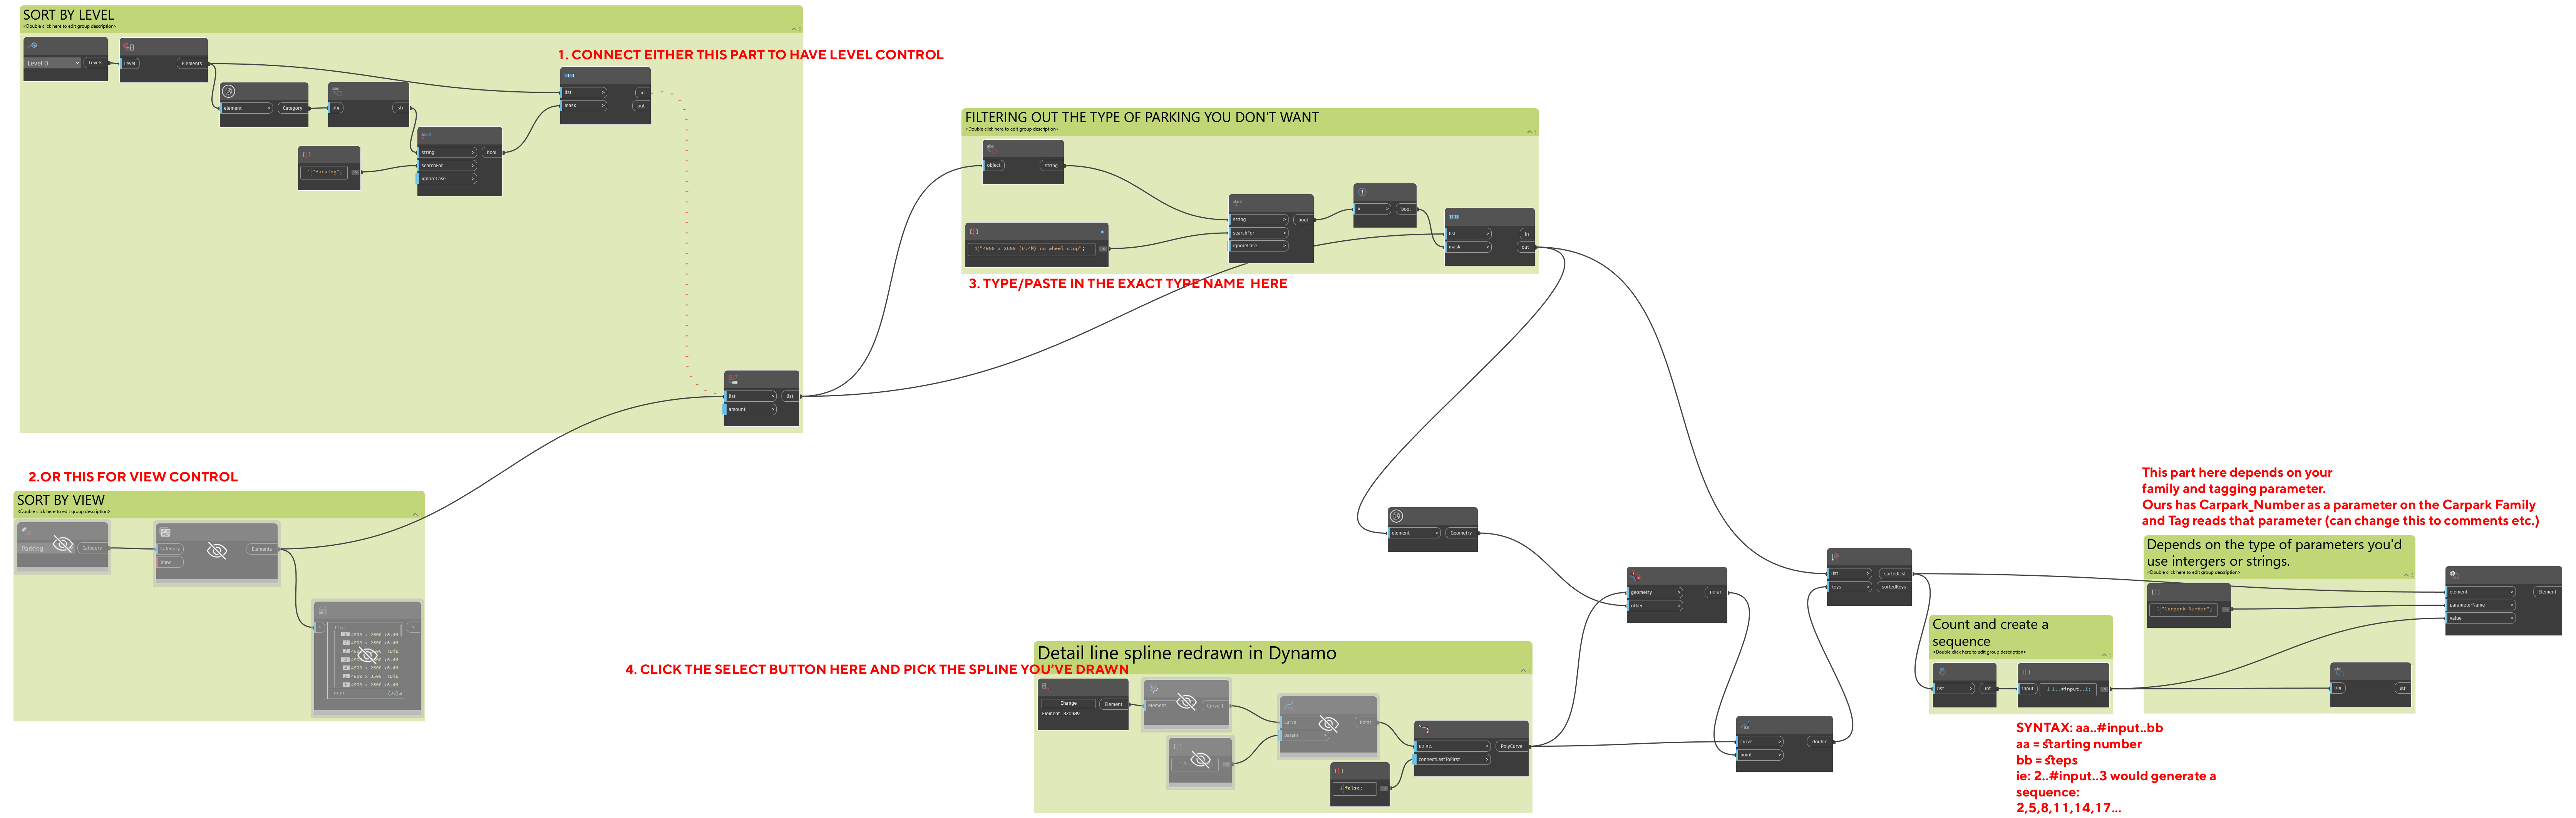 SORT BY LEVEL
<Double click here to edit group description>
Level 0
Levels
Level
Elements
element
Category
obj
str
1 "Parking";
string
searchFor
ignoreCase
bool
1. CONNECT EITHER THIS PART TO HAVE LEVEL CONTROL
list
mask
in
out
list
amount
list
FILTERING OUT THE TYPE OF PARKING YOU DON'T WANT
<Double click here to edit group description>
object
string
1 "4000 x 2600 (6.4M) no wheel stop";
string
searchFor
ignoreCase
bool
bool
list
mask
in
out
3. TYPE/PASTE IN THE EXACT TYPE NAME HERE
2.OR THIS FOR VIEW CONTROL
SORT BY VIEW
<Double click here to edit group description>
Parking
Category
Category
View
Elements
List
element
Geometry
geometry
other
Point
Detail line spline redrawn in Dynamo
4. CLICK THE SELECT BUTTON HERE AND PICK THE SPLINE YOU'VE DRAWN
Change
Element
Element : 320989
element
Curve[]
curve
param
Point
1 false;
points
connectLastToFirst
PolyCurve
curve
point
double
list
keys
sortedList
sortedKeys
Count and create a
sequence
<Double click here to edit group description>
list
int
input
1 1..#input..1;
SYNTAX: aa..#input..bb
aa = starting number
bb = steps
ie: 2..#input..3 would generate a
sequence:
2,5,8,11,14,17...
This part here depends on your
family and tagging parameter.
Ours has Carpark_Number as a parameter on the Carpark Family
and Tag reads that parameter (can change this to comments etc.)
Depends on the type of parameters you'd
use intergers or strings.
<Double click here to edit group description>
1 "Carpark_Number";
obj
str
element
parameterName
value
Element